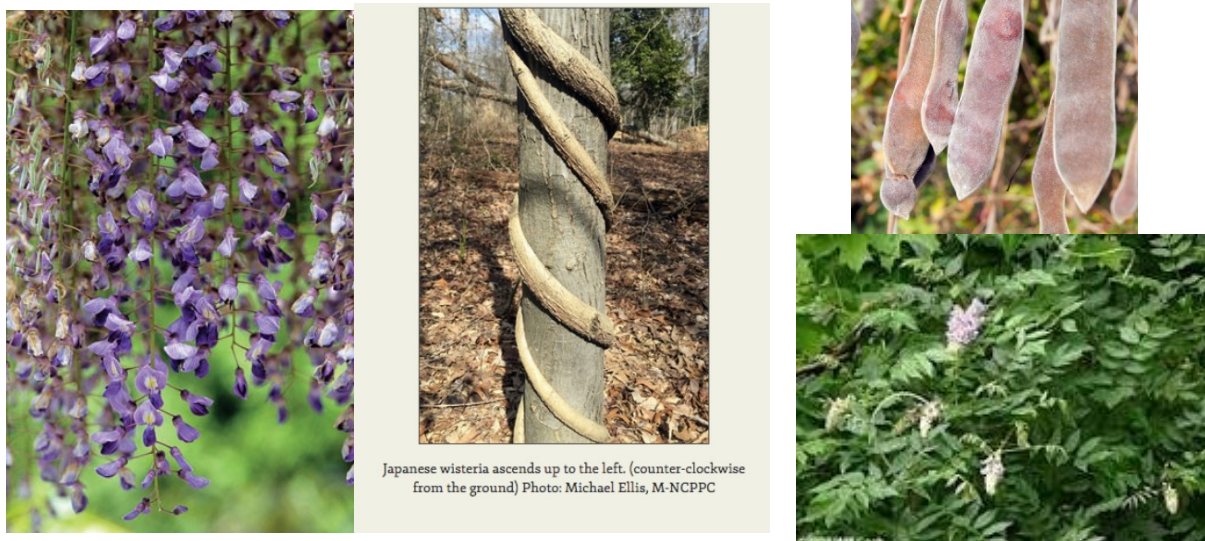 Japanese wisteria ascends up to the left. (counter-clockwise
from the ground) Photo: Michael Ellis, M-NCPPC